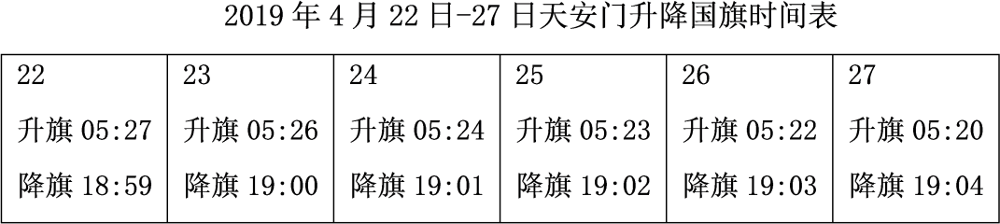 2019 年 4 月 22 日-27 日天安门升降国旗时间表
22 23 24 25 26 27
升旗 05:27 升旗 05:26 升旗 05:24 升旗 05:23 升旗 05:22 升旗 05:20
降旗 18:59 降旗 19:00 降旗 19:01 降旗 19:02 降旗 19:03 降旗 19:04